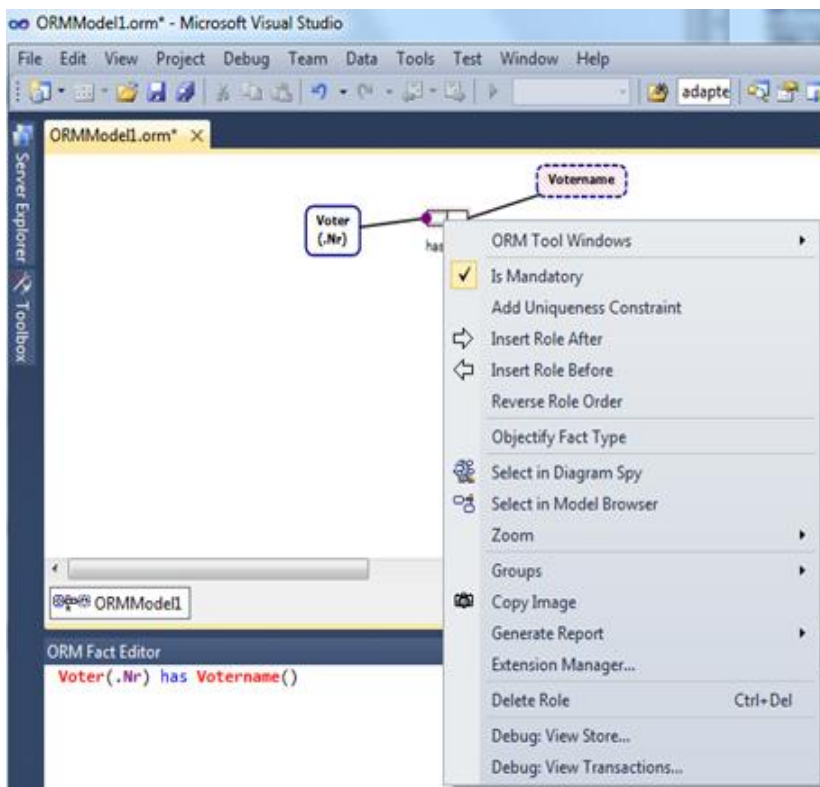 ORMModel1.orm* - Microsoft Visual Studio
File Edit View Project Debug Team Data Tools Test Window Help
adapte
ORMModel1.orm* X
Server Explorer
Toolbox
Votername
Voter
(.Nr)
has
ORM Tool Windows
Is Mandatory
Add Uniqueness Constraint
Insert Role After
Insert Role Before
Reverse Role Order
Objectify Fact Type
Select in Diagram Spy
Select in Model Browser
Zoom
Groups
Copy Image
Generate Report
Extension Manager...
Delete Role Ctrl+Del
Debug: View Store...
Debug: View Transactions...
ORMModel1
ORM Fact Editor
Voter(.Nr) has Votername()